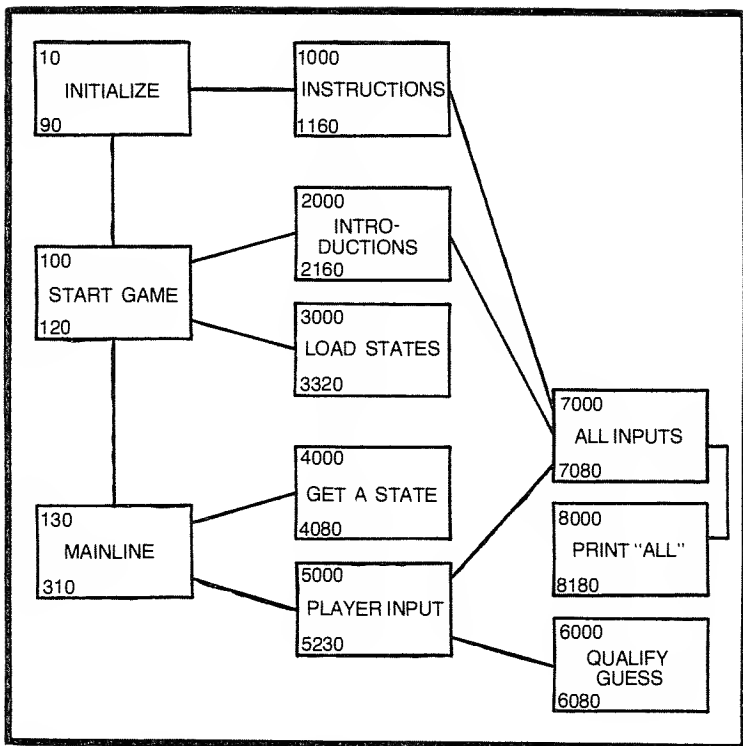 10
INITIALIZE
90
1000
INSTRUCTIONS
1160
2000
INTRO-
DUCTIONS
2160
100
START GAME
120
3000
LOAD STATES
3320
7000
ALL INPUTS
7080
4000
GET A STATE
4080
130
MAINLINE
310
8000
PRINT "ALL"
8180
5000
PLAYER INPUT
5230
6000
QUALIFY
GUESS
6080